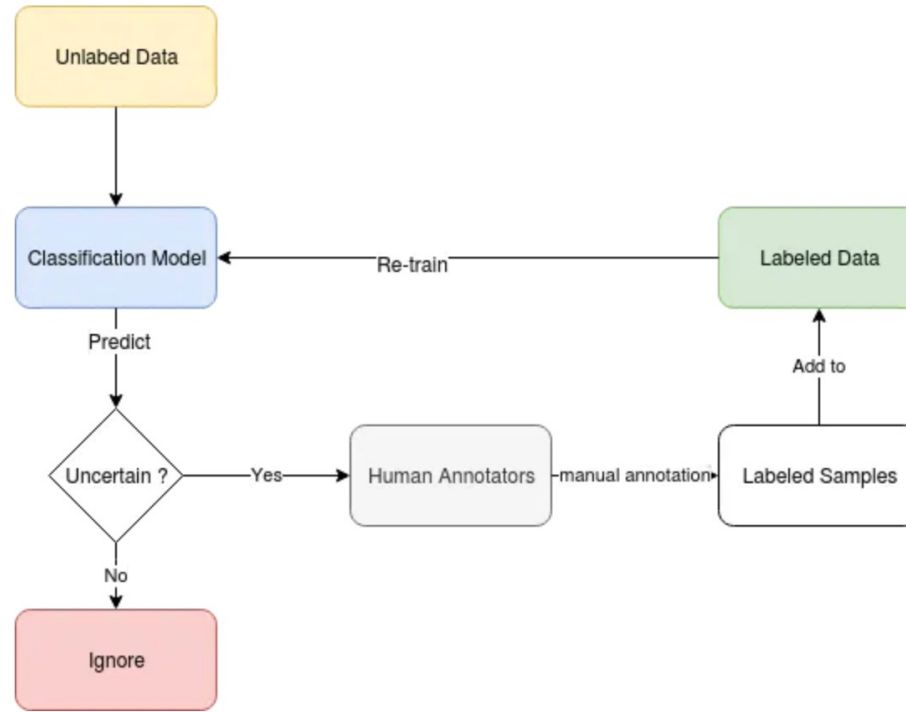 Unlabed Data
Classification Model
Re-train
Labeled Data
Predict
Add to
Uncertain ?
Yes
Human Annotators
manual annotation
Labeled Samples
No
Ignore